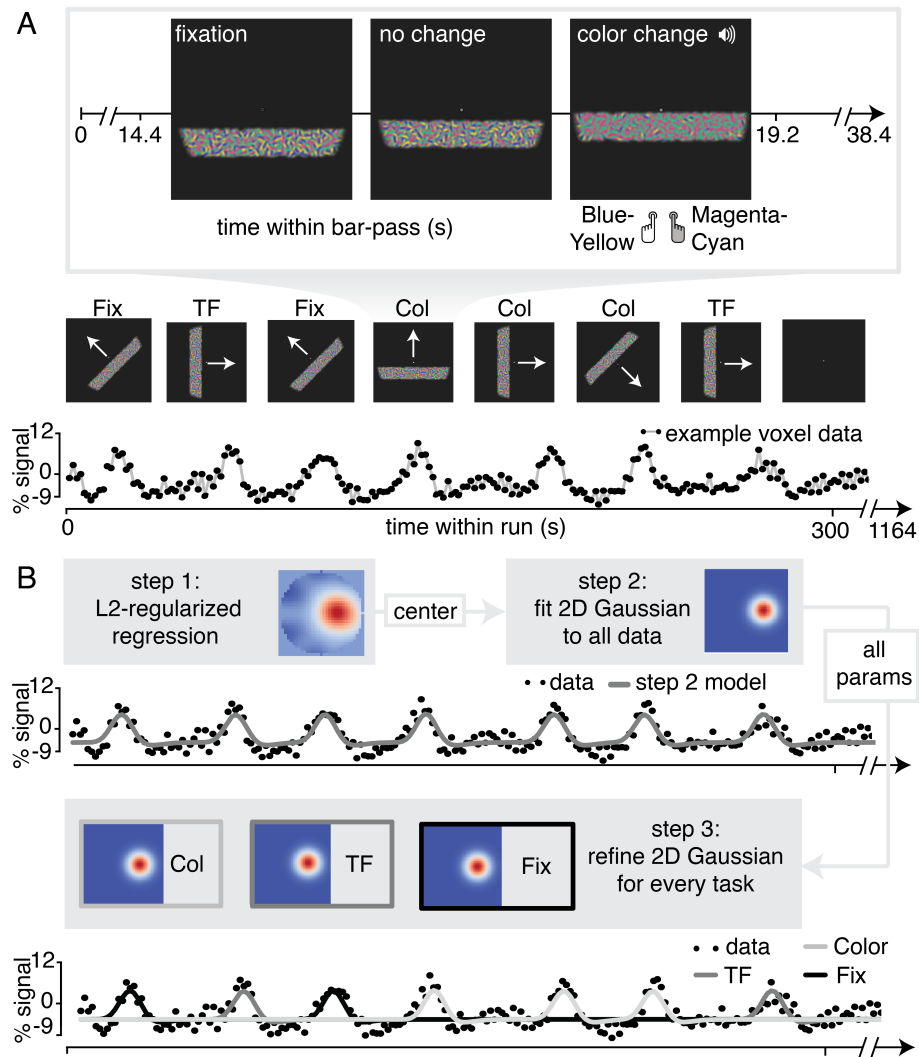 A
fixation
no change
color change
0
14.4
19.2
38.4
time within bar-pass (s)
Blue-
Yellow
Magenta-
Cyan
Fix
TF
Fix
Col
Col
Col
TF
12
0
-9
% signal
example voxel data
0
time within run (s)
300
1164
B
step 1:
L2-regularized
regression
center
step 2:
fit 2D Gaussian
to all data
all
params
12
0
-9
% signal
data
step 2 model
Col
TF
Fix
step 3:
refine 2D Gaussian
for every task
12
0
-9
% signal
data
Color
TF
Fix